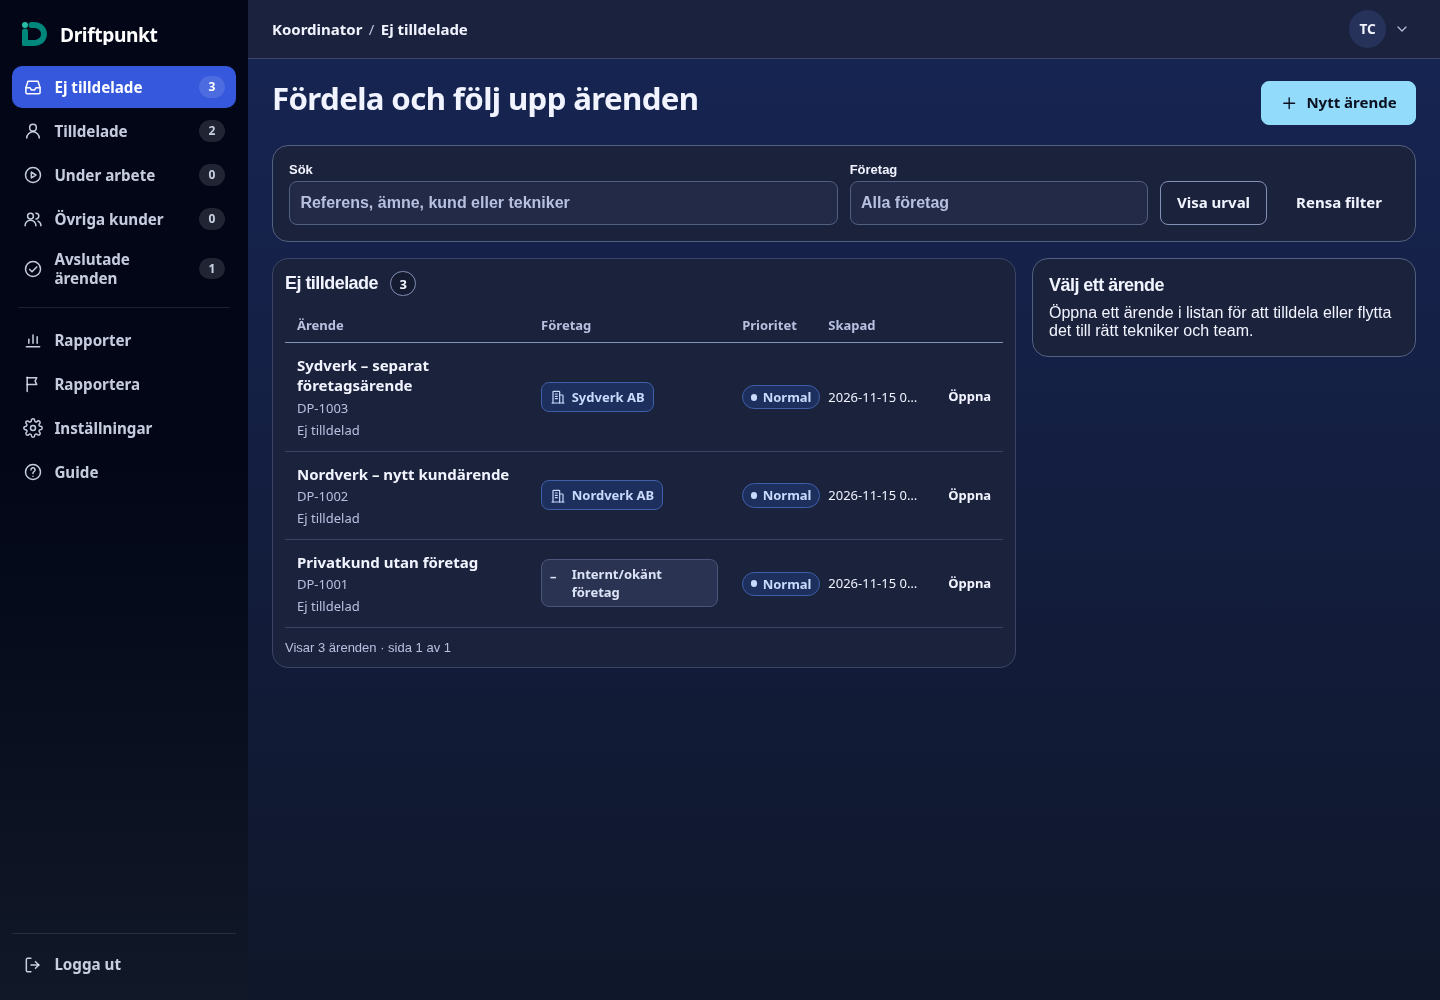 Driftpunkt
Ej tilldelade 3
Tilldelade 2
Under arbete 0
Övriga kunder 0
Avslutade
ärenden 1
Rapporter
Rapportera
Inställningar
Guide
Logga ut
Koordinator / Ej tilldelade
TC
Fördela och följ upp ärenden
Nytt ärende
Sök
Företag
Referens, ämne, kund eller tekniker
Alla företag
Visa urval
Rensa filter
Ej tilldelade 3
Ärende Företag Prioritet Skapad
Sydverk – separat
företagsärende
DP-1003
Ej tilldelad
Sydverk AB
Normal
2026-11-15 0...
Öppna
Nordverk – nytt kundärende
DP-1002
Ej tilldelad
Nordverk AB
Normal
2026-11-15 0...
Öppna
Privatkund utan företag
DP-1001
Ej tilldelad
– Internt/okänt
företag
Normal
2026-11-15 0...
Öppna
Visar 3 ärenden · sida 1 av 1
Välj ett ärende
Öppna ett ärende i listan för att tilldela eller flytta
det till rätt tekniker och team.